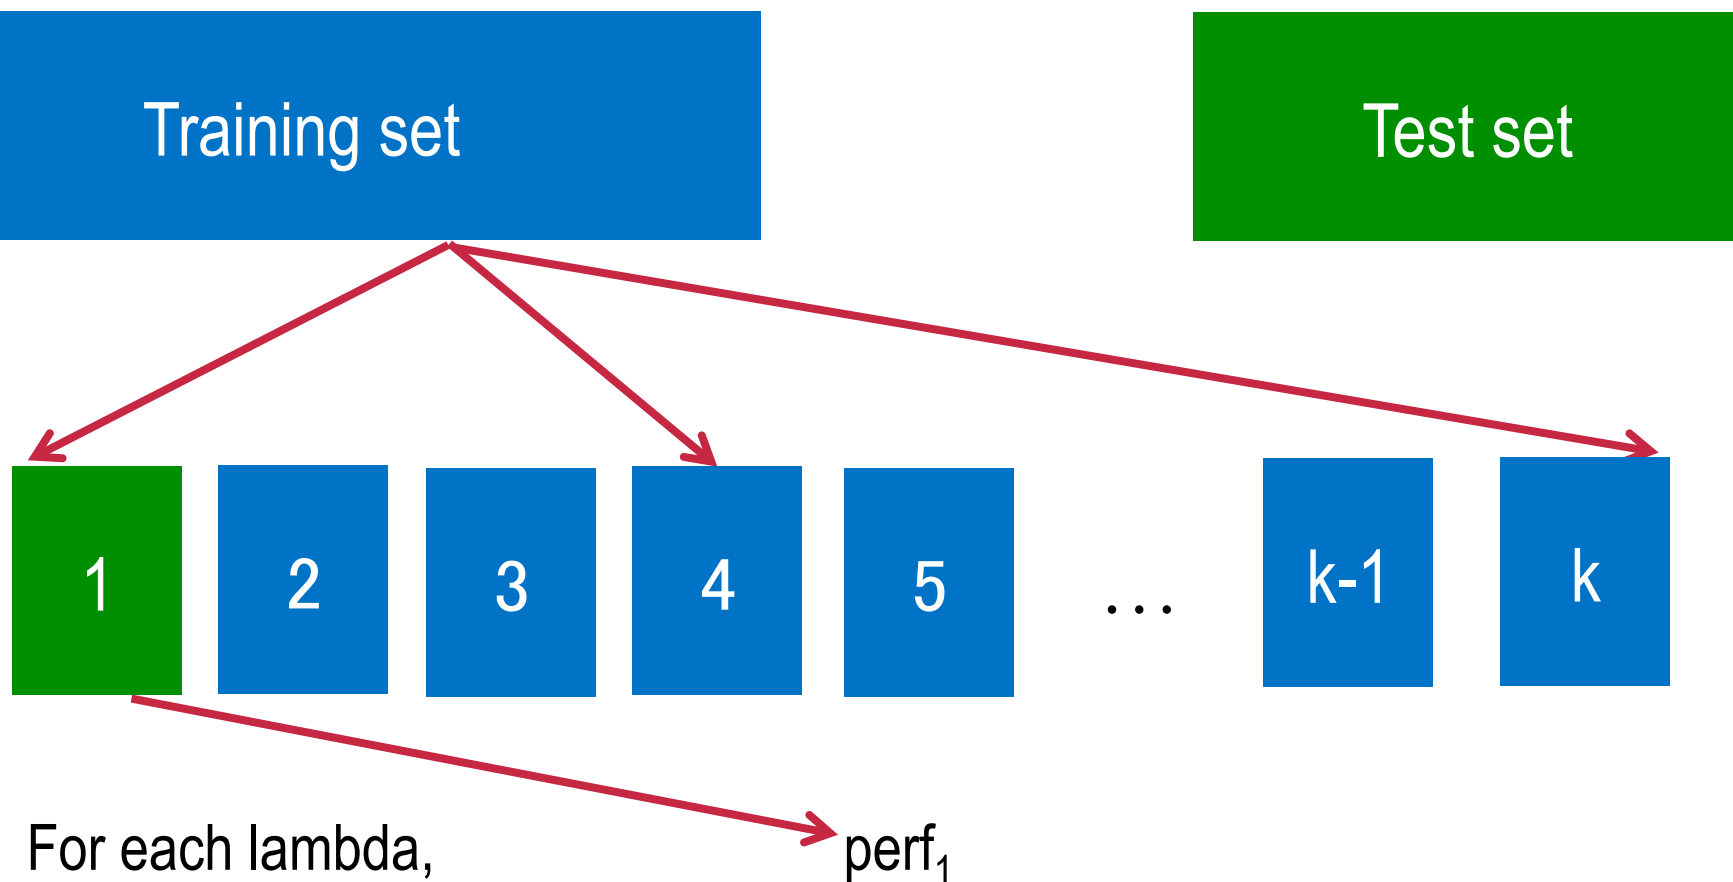 Training set
Test set
1 2 3 4 5 … k-1 k
For each lambda, perf₁